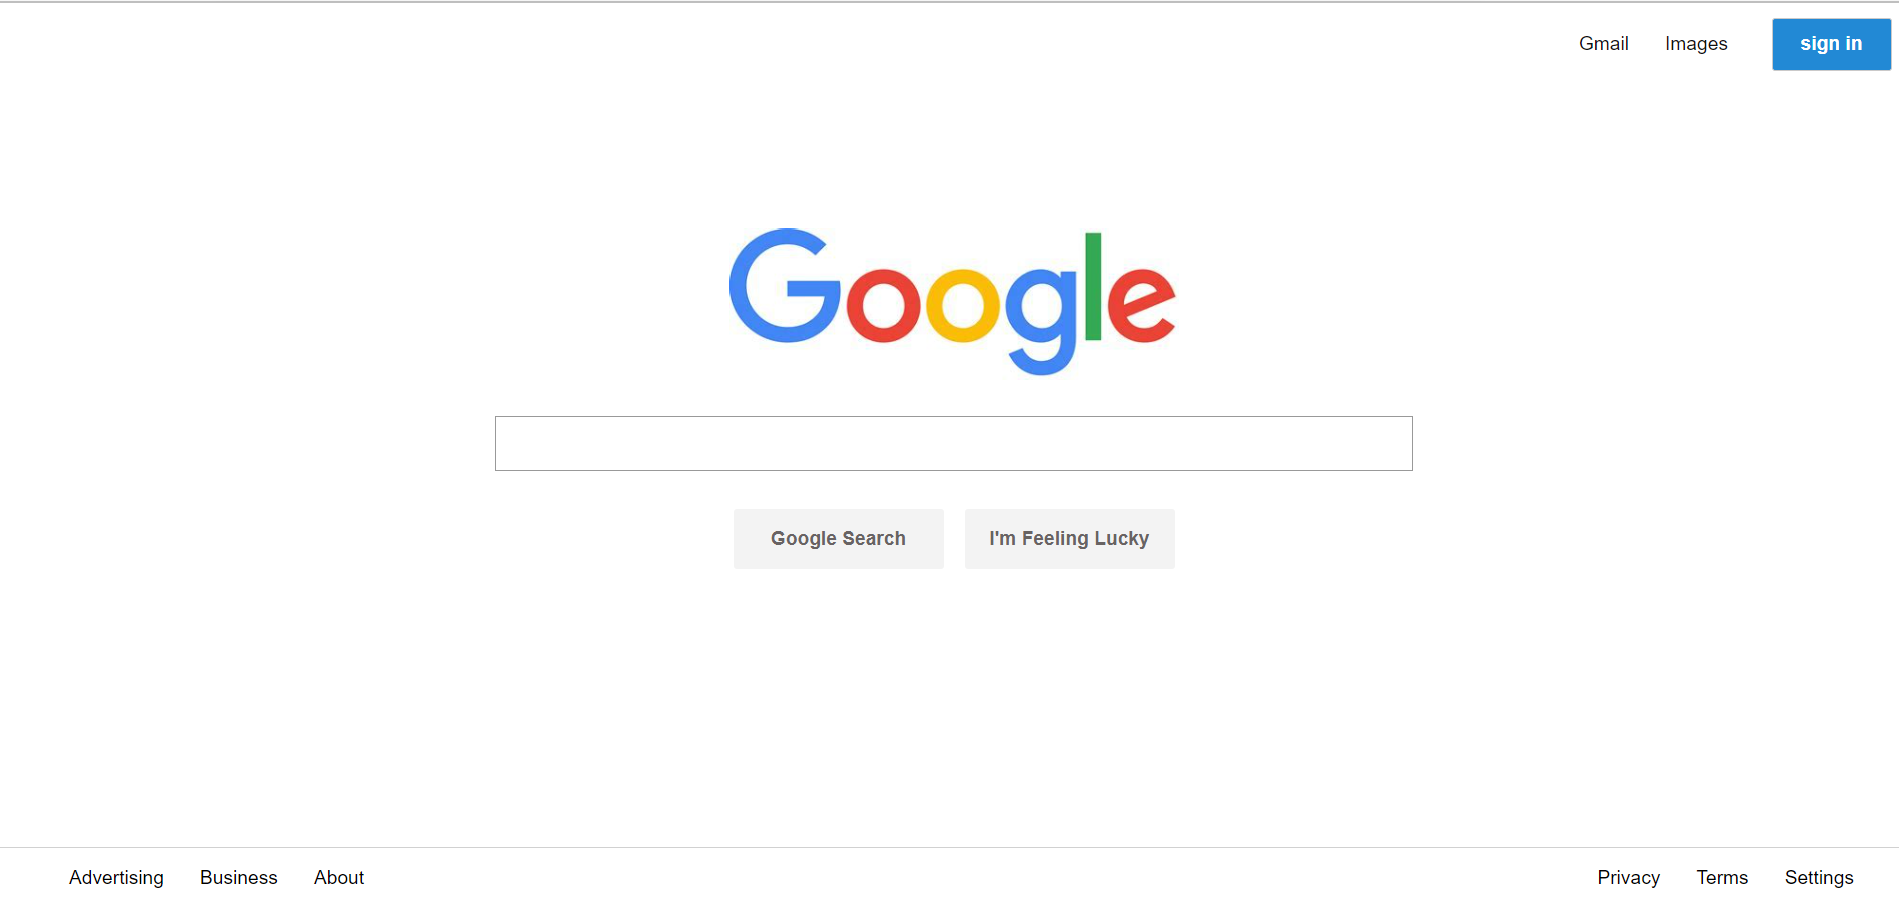 Gmail Images sign in
Google
Google Search I'm Feeling Lucky
Advertising Business About Privacy Terms Settings